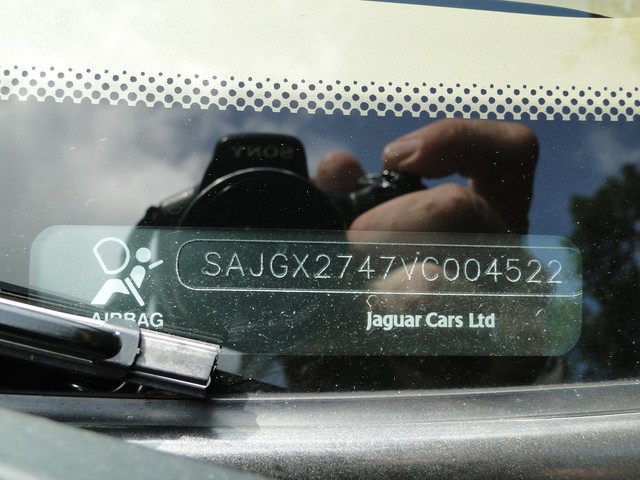 SONY
SAJGX2747VC004522
AIRBAG
Jaguar Cars Ltd